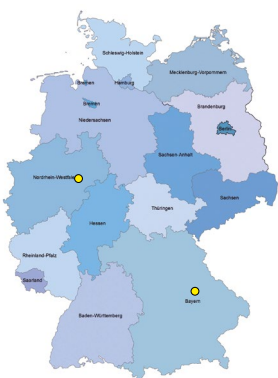 Schleswig-Holstein
Mecklenburg-Vorpommern
Bremen
Hamburg
Bremen
Niedersachsen
Brandenburg
Berlin
Sachsen-Anhalt
Nordrhein-Westfale
Sachsen
Hessen
Thüringen
Rheinland-Pfalz
Saarland
Bayern
Baden-Württemberg